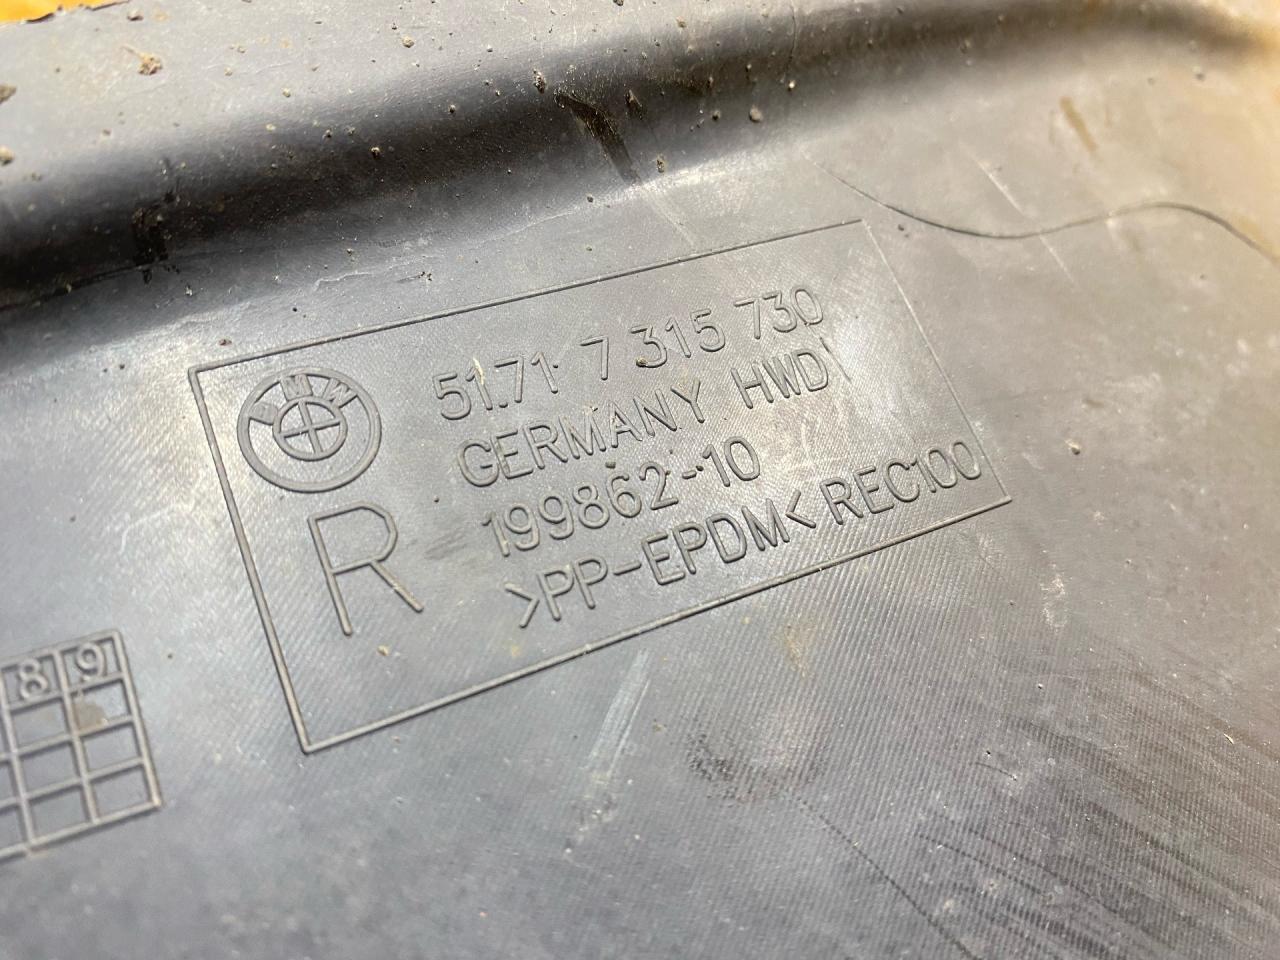 BMW
51.71 7 315 730
GERMANY HWD
199862-10
>PP-EPDM< REC100
R
8 9